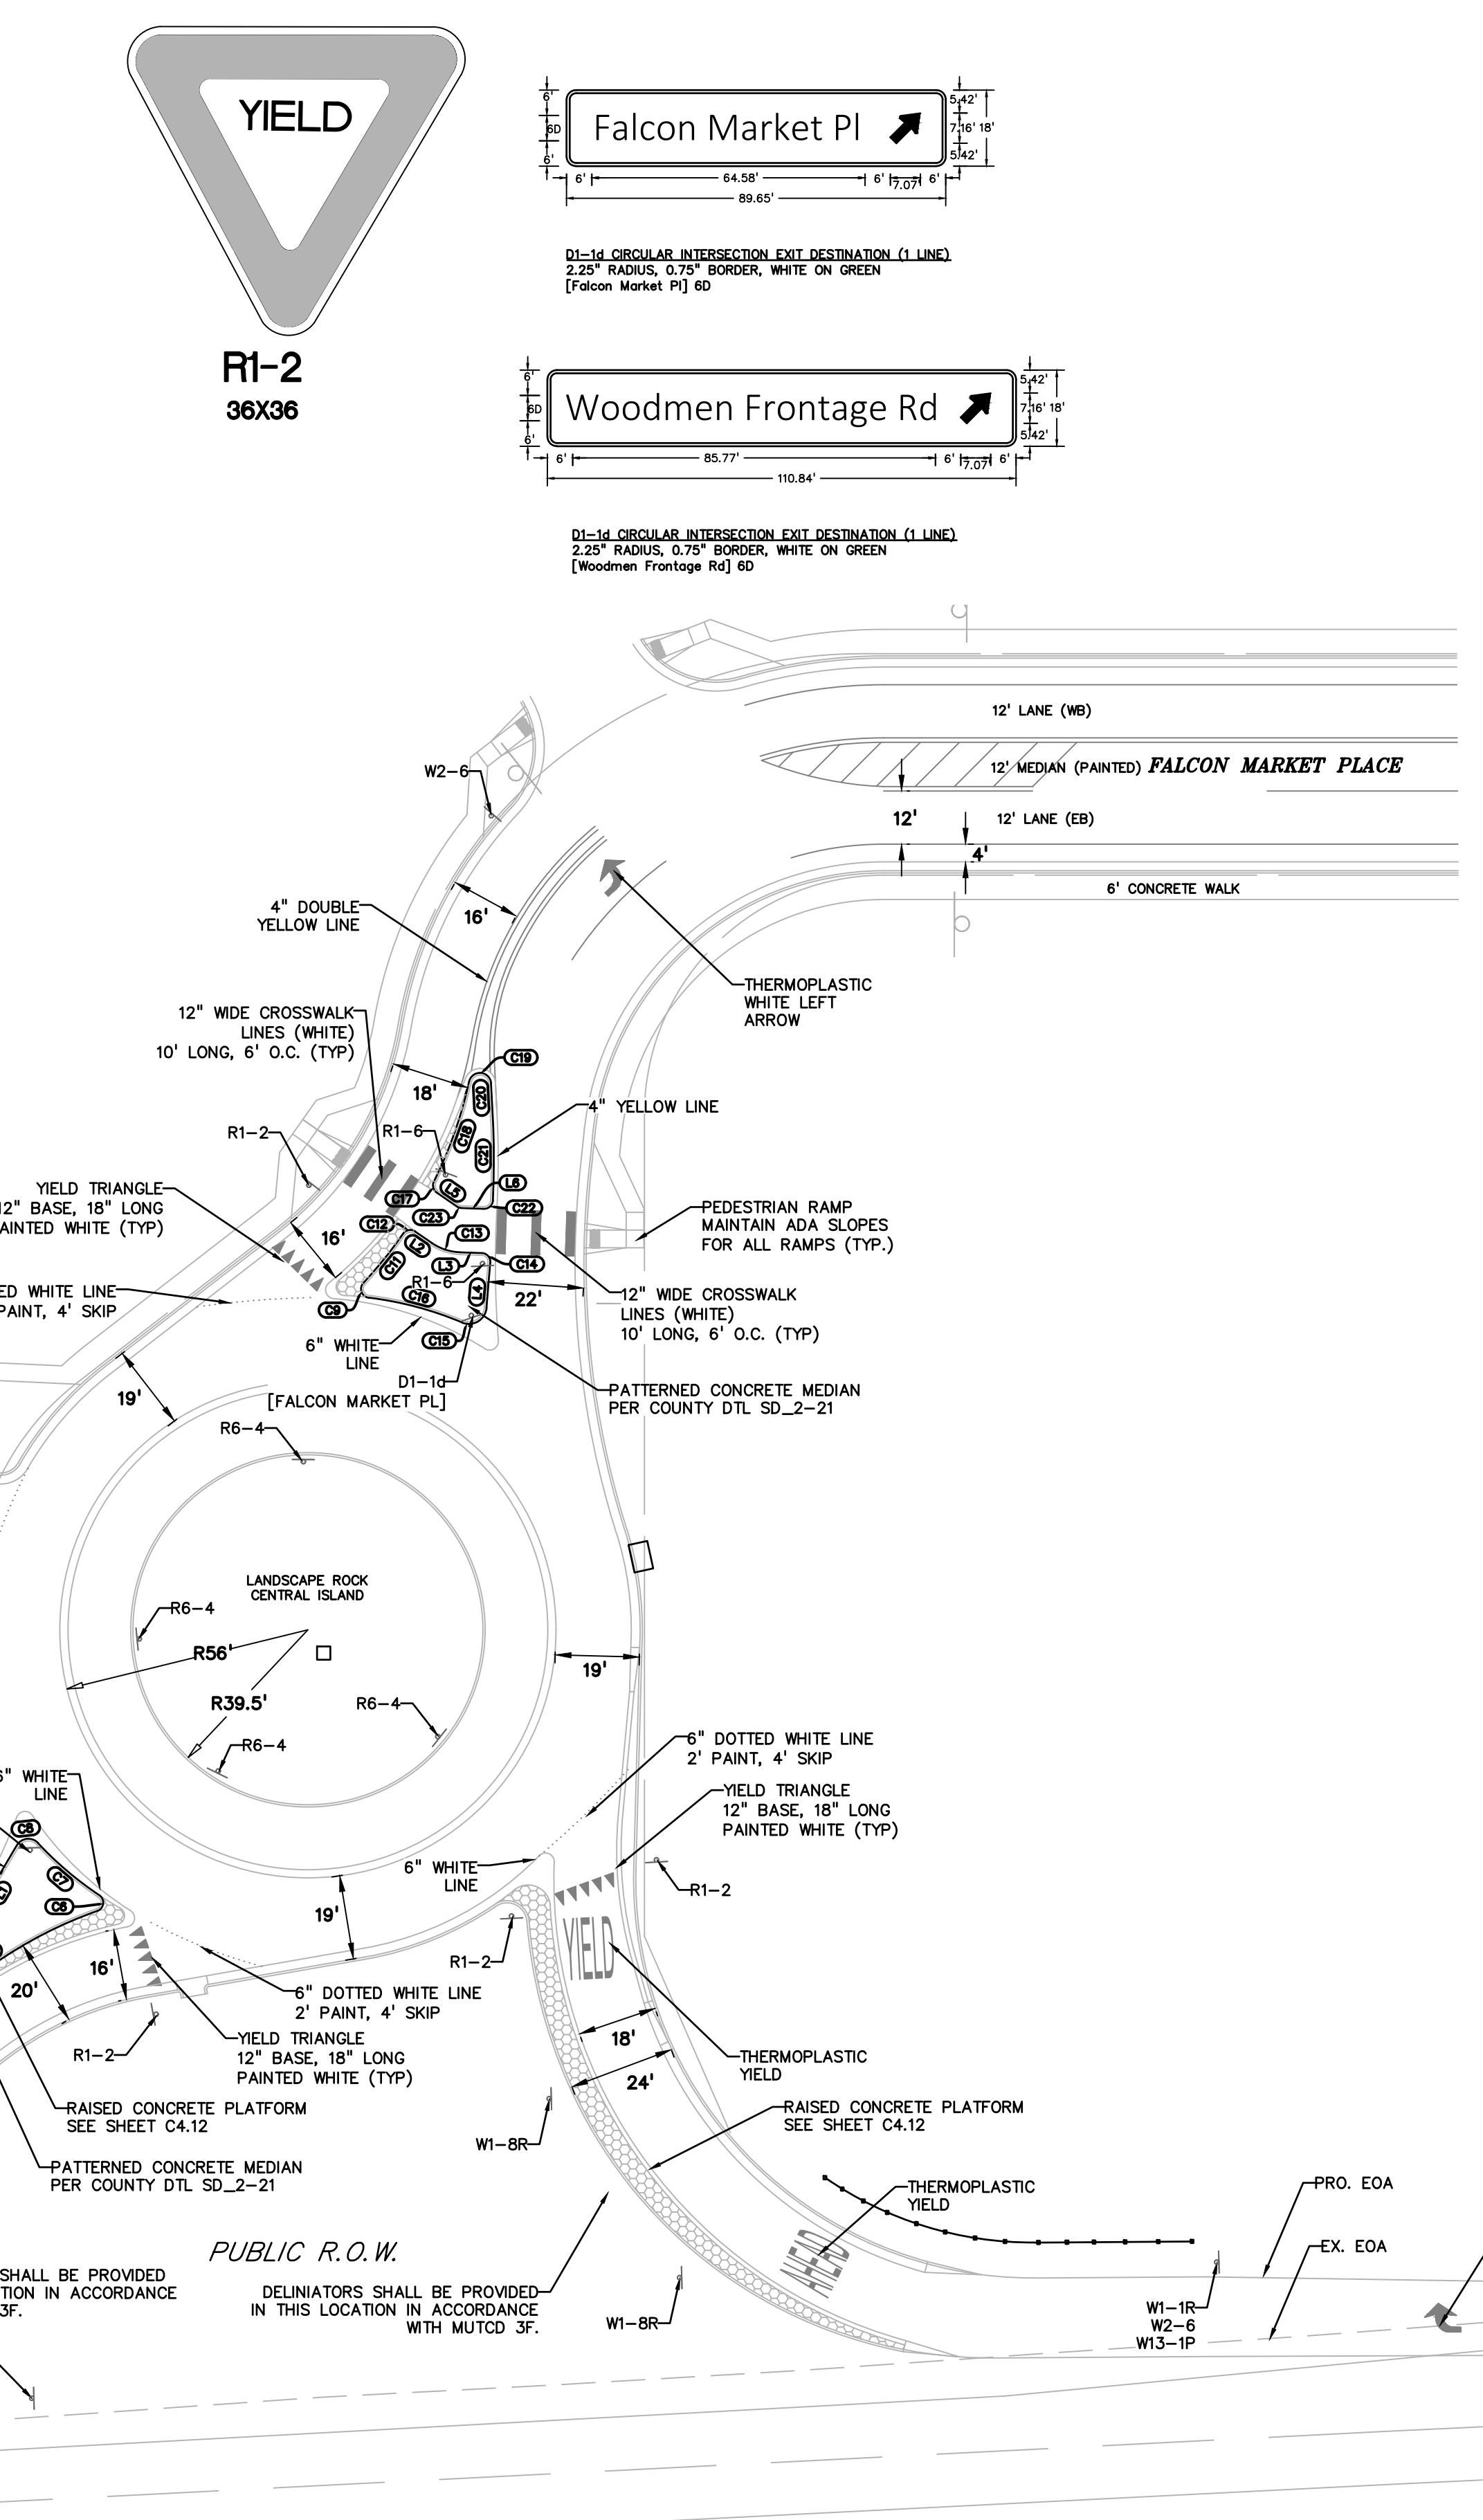 YIELD
R1-2
36X36
6'
6D
6'
Falcon Market Pl
5.42'
7.16' 18'
5.42'
6' 64.58' 6' 7.07' 6'
89.65'
D1-1d CIRCULAR INTERSECTION EXIT DESTINATION (1 LINE)
2.25" RADIUS, 0.75" BORDER, WHITE ON GREEN
[Falcon Market Pl] 6D
6'
6D
6'
Woodmen Frontage Rd
5.42'
7.16' 18'
5.42'
6' 85.77' 6' 7.07' 6'
110.84'
D1-1d CIRCULAR INTERSECTION EXIT DESTINATION (1 LINE)
2.25" RADIUS, 0.75" BORDER, WHITE ON GREEN
[Woodmen Frontage Rd] 6D
12' LANE (WB)
12' MEDIAN (PAINTED) FALCON MARKET PLACE
12' 12' LANE (EB)
4'
6' CONCRETE WALK
W2-6
16'
4" DOUBLE
YELLOW LINE
THERMOPLASTIC
WHITE LEFT
ARROW
12" WIDE CROSSWALK
LINES (WHITE)
10' LONG, 6' O.C. (TYP)
C19
18'
C20
4" YELLOW LINE
R1-2
R1-6
C18
C21
L5
L6
C17
C22
C23
YIELD TRIANGLE
12" BASE, 18" LONG
AINTED WHITE (TYP)
PEDESTRIAN RAMP
MAINTAIN ADA SLOPES
FOR ALL RAMPS (TYP.)
C12
C13
16'
L2
L3
C14
C11
R1-6
L4
22'
C16
C9
C15
ED WHITE LINE
PAINT, 4' SKIP
12" WIDE CROSSWALK
LINES (WHITE)
10' LONG, 6' O.C. (TYP)
6" WHITE
LINE
D1-1d
[FALCON MARKET PL]
PATTERNED CONCRETE MEDIAN
PER COUNTY DTL SD_2-21
19'
R6-4
LANDSCAPE ROCK
CENTRAL ISLAND
R6-4
R56'
19'
R39.5'
R6-4
R6-4
6" DOTTED WHITE LINE
2' PAINT, 4' SKIP
6" WHITE
LINE
YIELD TRIANGLE
12" BASE, 18" LONG
PAINTED WHITE (TYP)
C8
C7
C6
6" WHITE
LINE
R1-2
19'
YIELD
R1-2
16'
20'
6" DOTTED WHITE LINE
2' PAINT, 4' SKIP
R1-2
YIELD TRIANGLE
12" BASE, 18" LONG
PAINTED WHITE (TYP)
18'
24'
THERMOPLASTIC
YIELD
RAISED CONCRETE PLATFORM
SEE SHEET C4.12
RAISED CONCRETE PLATFORM
SEE SHEET C4.12
W1-8R
PATTERNED CONCRETE MEDIAN
PER COUNTY DTL SD_2-21
THERMOPLASTIC
YIELD
PRO. EOA
EX. EOA
YIELD
PUBLIC R.O.W.
SHALL BE PROVIDED
TION IN ACCORDANCE
3F.
DELINIATORS SHALL BE PROVIDED
IN THIS LOCATION IN ACCORDANCE
WITH MUTCD 3F.
W1-8R
W1-1R
W2-6
W13-1P